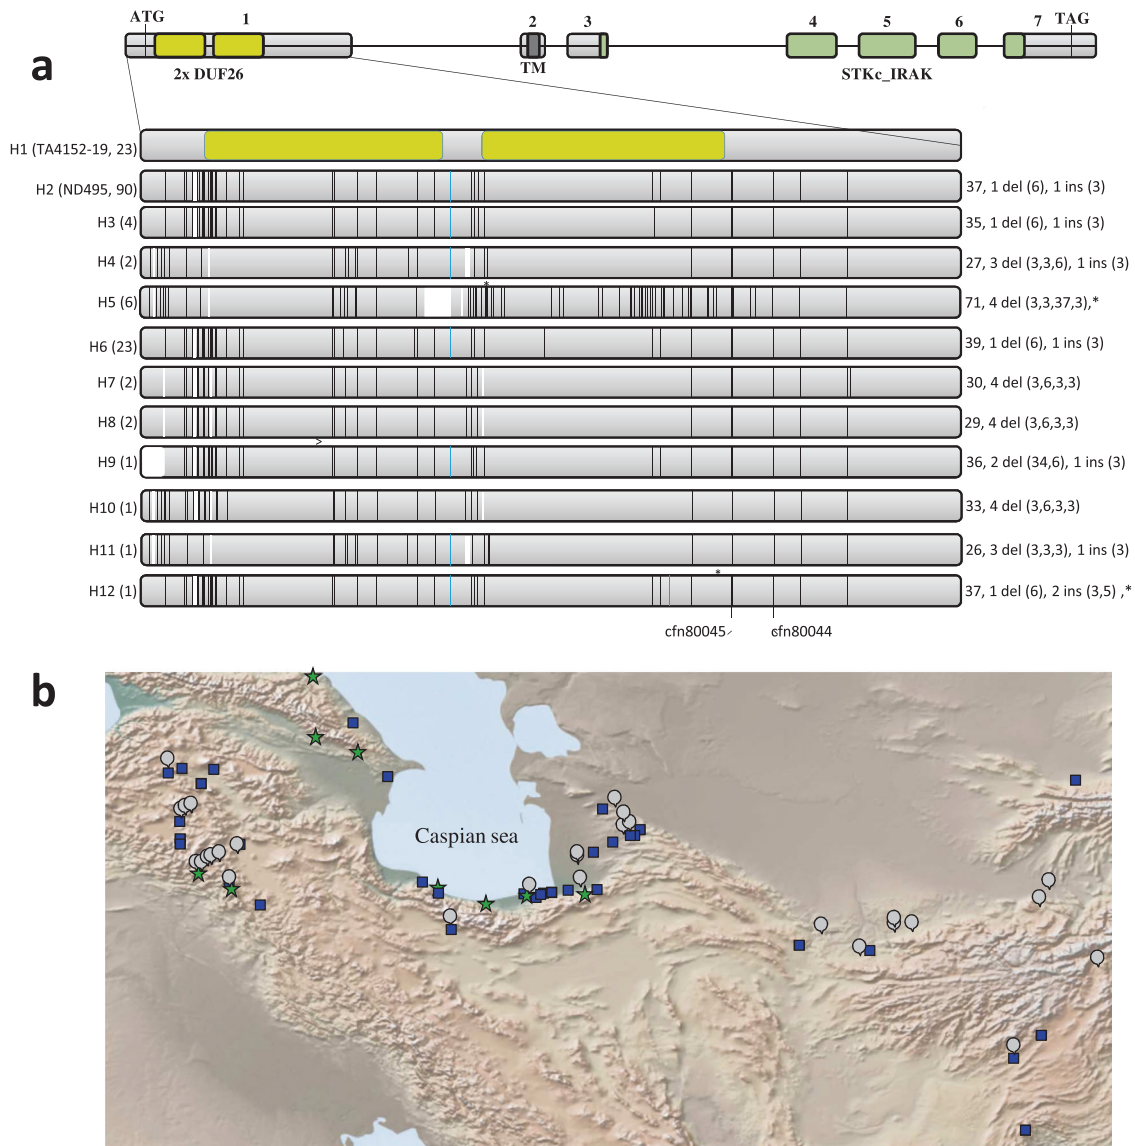 ATG 1 2 3 4 5 6 7 TAG
a
2x DUF26 TM STKc_IRAK
H1 (TA4152-19, 23)
H2 (ND495, 90) 37, 1 del (6), 1 ins (3)
H3 (4) 35, 1 del (6), 1 ins (3)
H4 (2) 27, 3 del (3,3,6), 1 ins (3)
*
H5 (6) 71, 4 del (3,3,37,3),*
H6 (23) 39, 1 del (6), 1 ins (3)
H7 (2) 30, 4 del (3,6,3,3)
H8 (2) 29, 4 del (3,6,3,3)
>
H9 (1) 36, 2 del (34,6), 1 ins (3)
H10 (1) 33, 4 del (3,6,3,3)
H11 (1) 26, 3 del (3,3,3), 1 ins (3)
*
H12 (1) 37, 1 del (6), 2 ins (3,5) ,*
cfn80045 cfn80044
b
Caspian sea